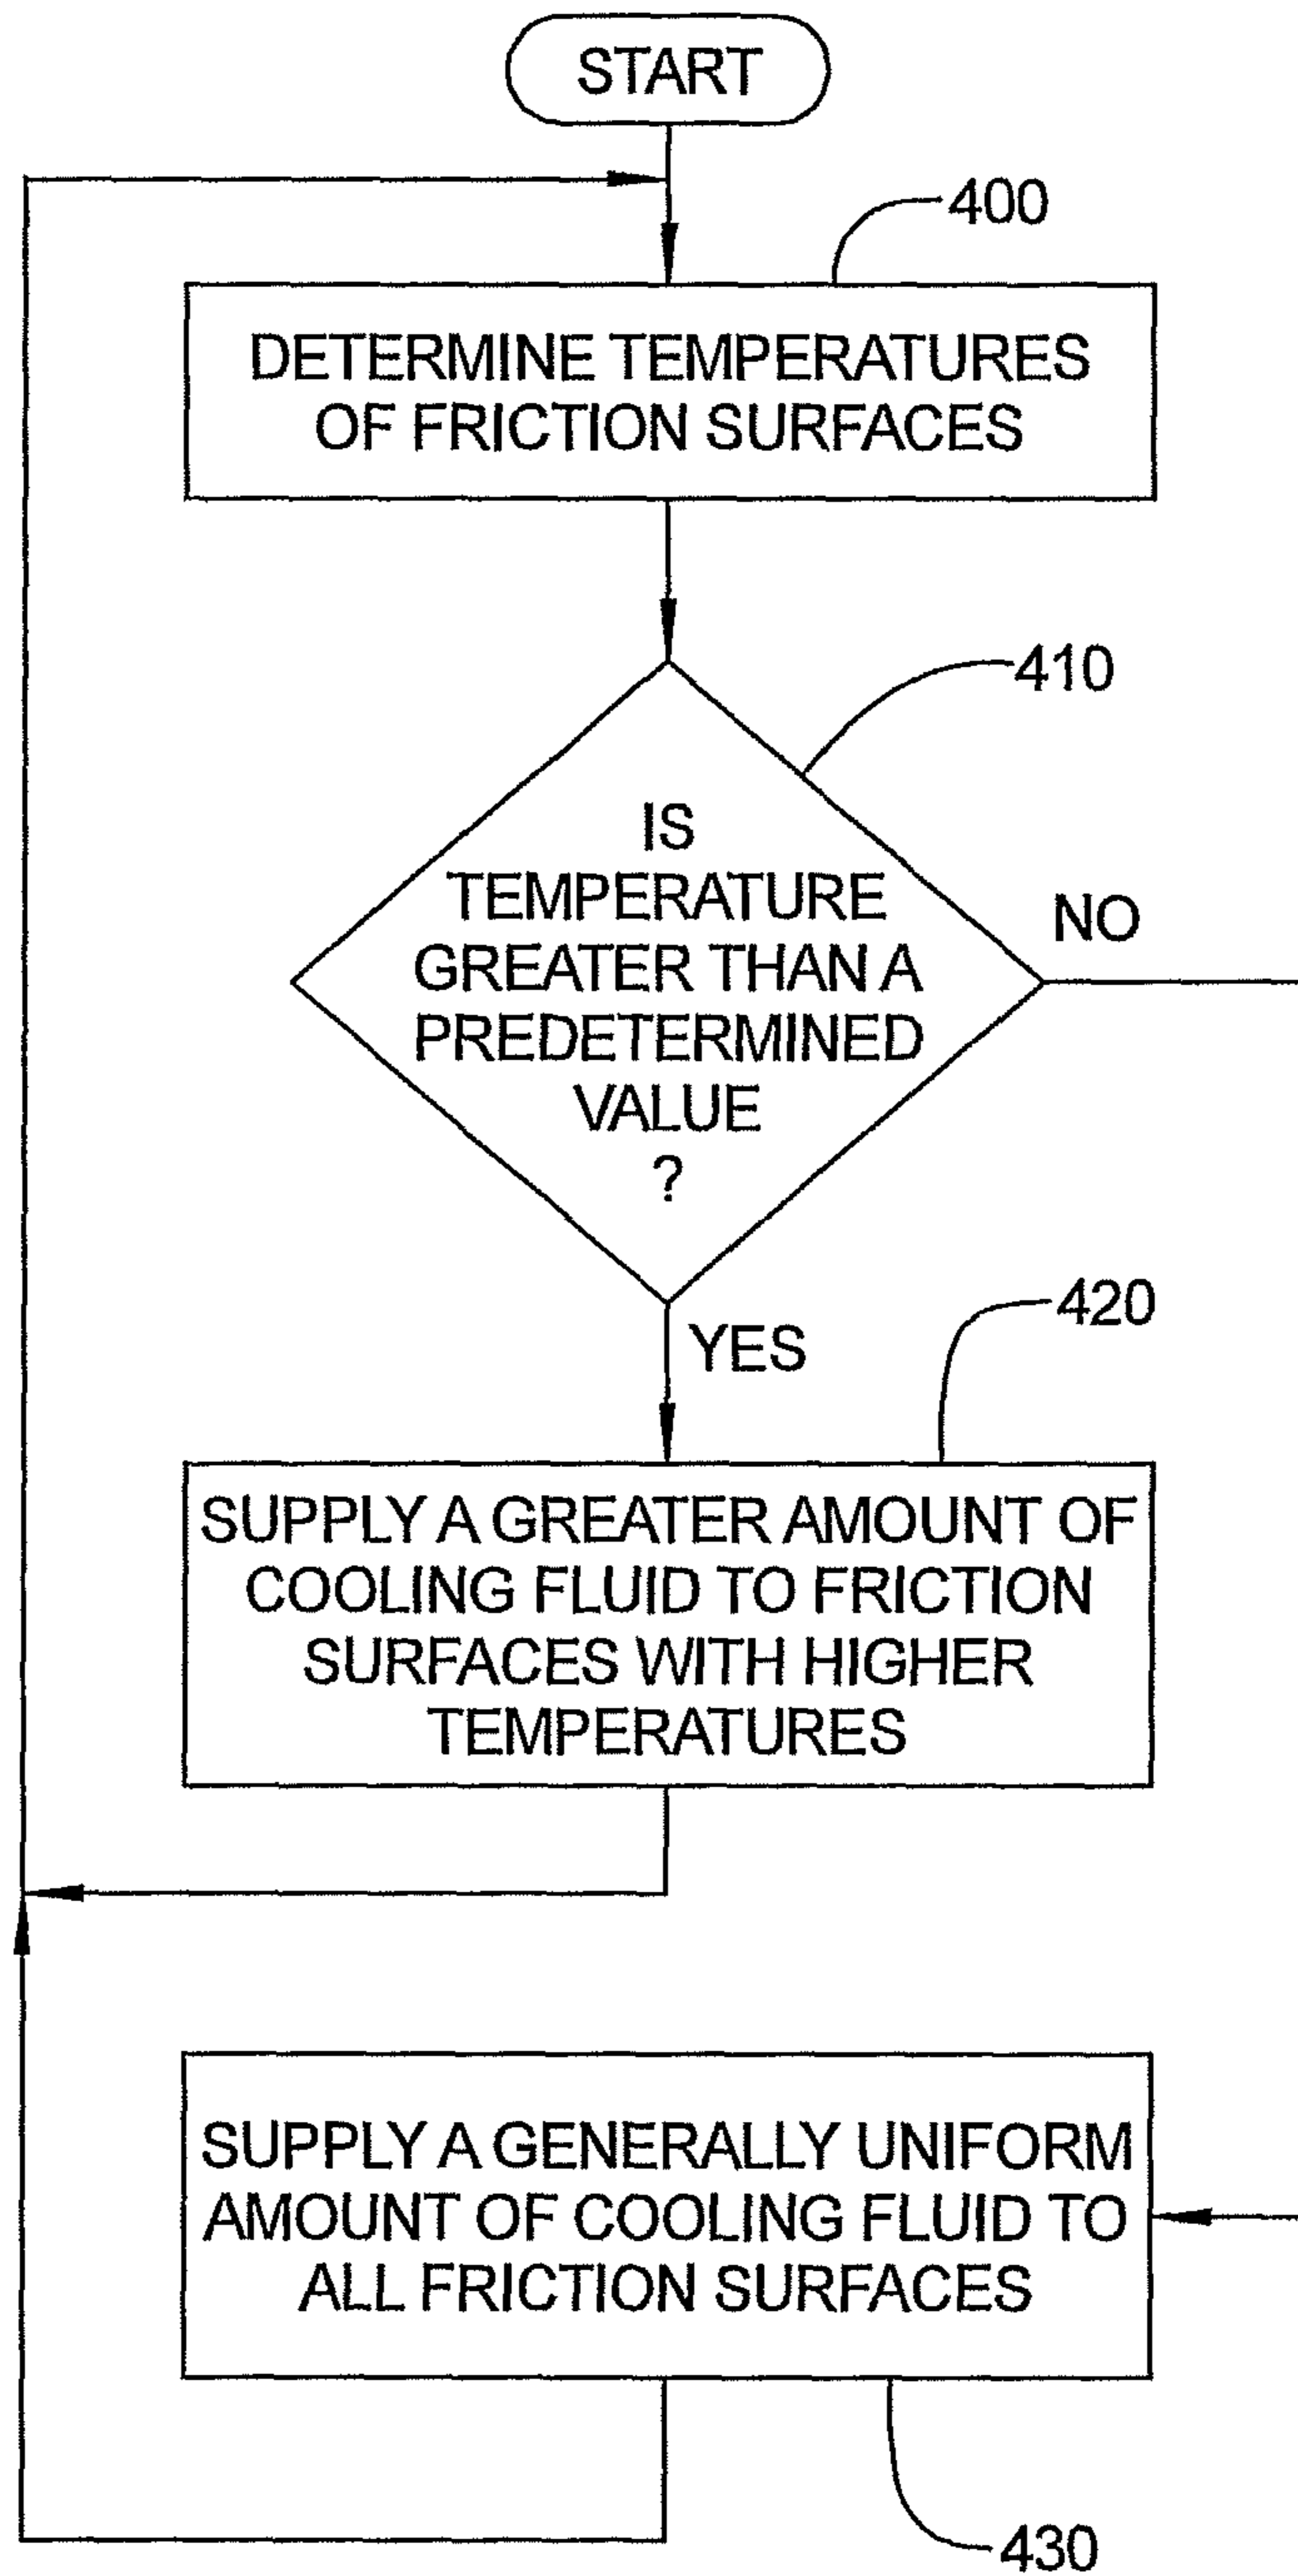 START
400
DETERMINE TEMPERATURES
OF FRICTION SURFACES
410
IS
TEMPERATURE
GREATER THAN A
PREDETERMINED
VALUE
?
NO
YES
420
SUPPLY A GREATER AMOUNT OF
COOLING FLUID TO FRICTION
SURFACES WITH HIGHER
TEMPERATURES
SUPPLY A GENERALLY UNIFORM
AMOUNT OF COOLING FLUID TO
ALL FRICTION SURFACES
430